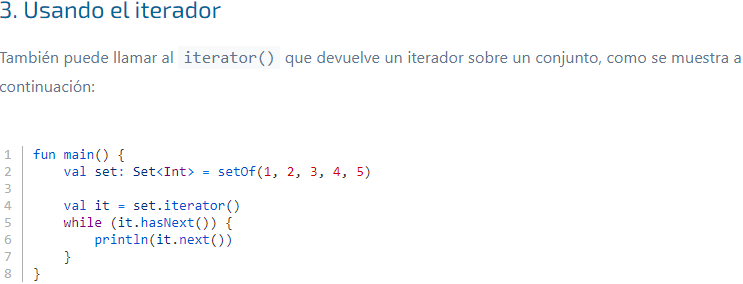 3. Usando el iterador
También puede llamar al iterator() que devuelve un iterador sobre un conjunto, como se muestra a
continuación:
1 fun main() {
2     val set: Set<Int> = setOf(1, 2, 3, 4, 5)
3
4     val it = set.iterator()
5     while (it.hasNext()) {
6         println(it.next())
7     }
8 }